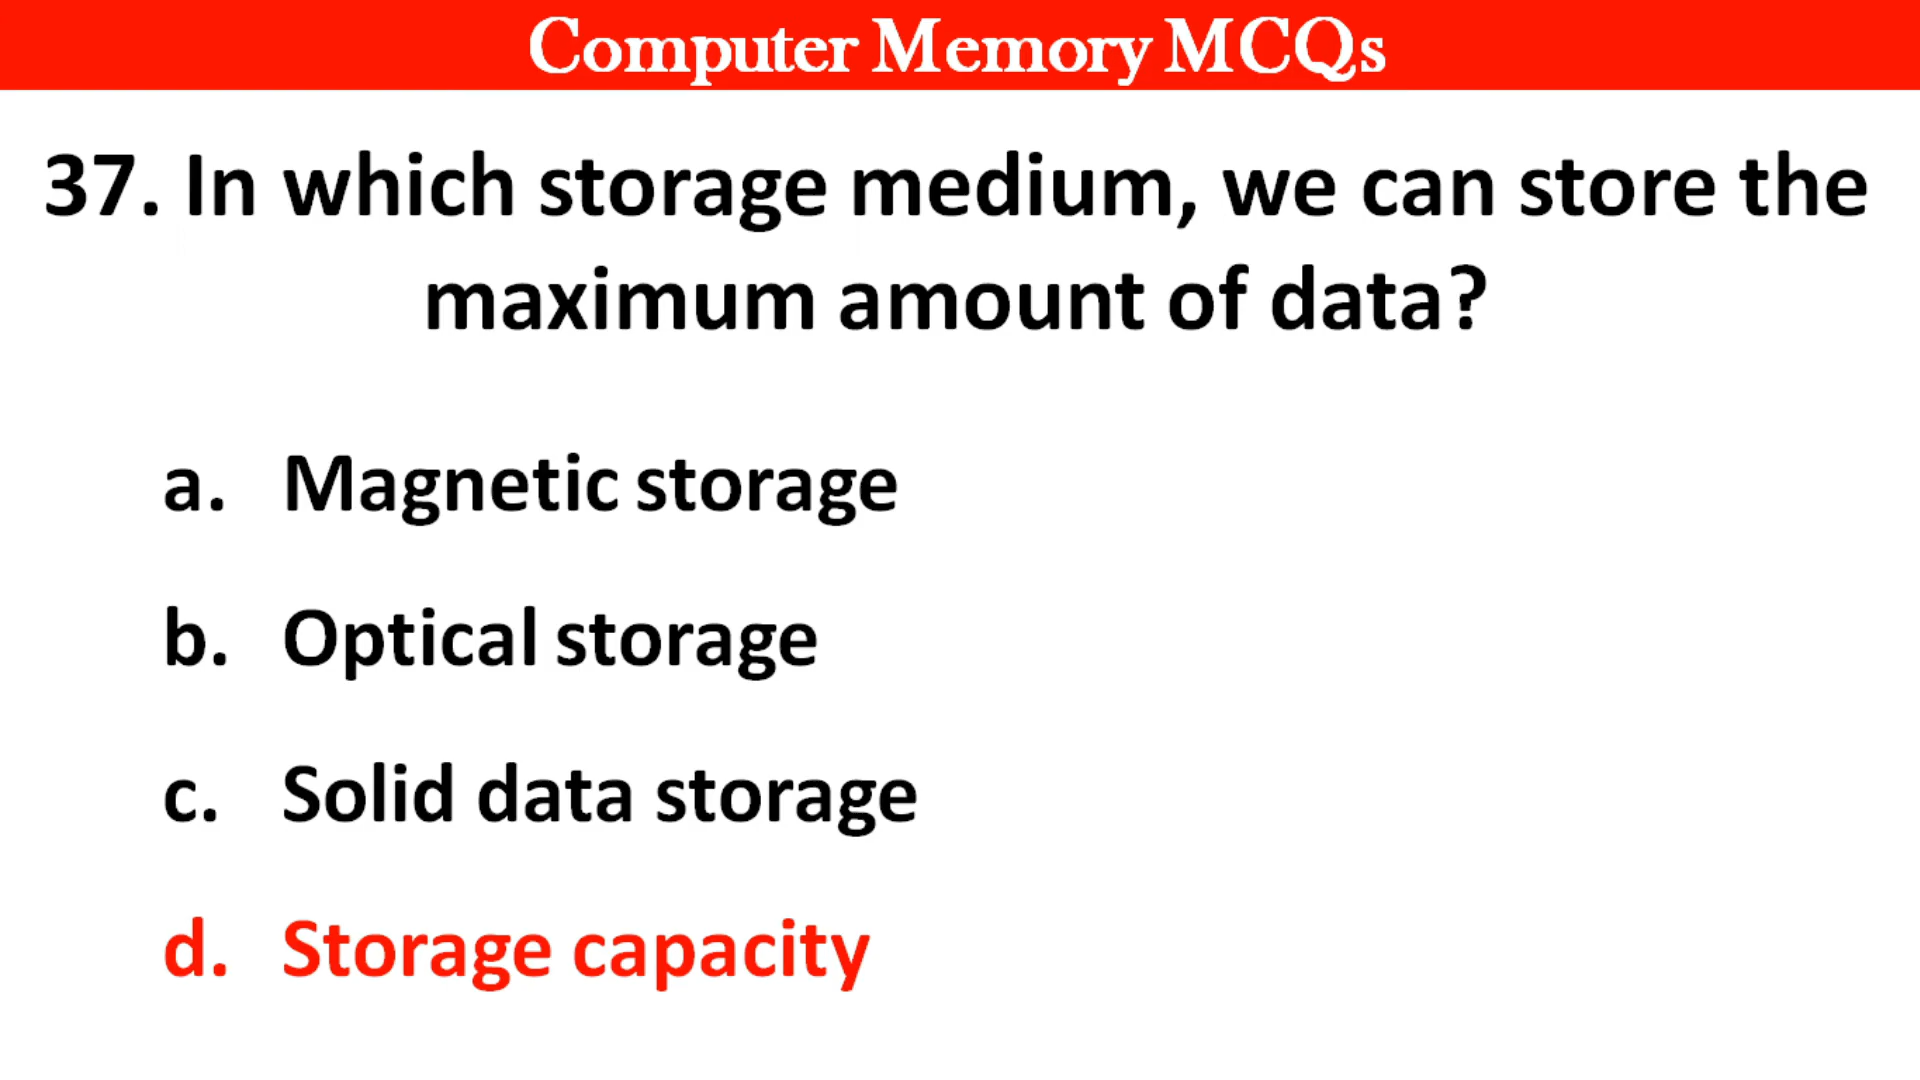 Computer Memory MCQs
37. In which storage medium, we can store the
maximum amount of data?
a. Magnetic storage
b. Optical storage
c. Solid data storage
d. Storage capacity